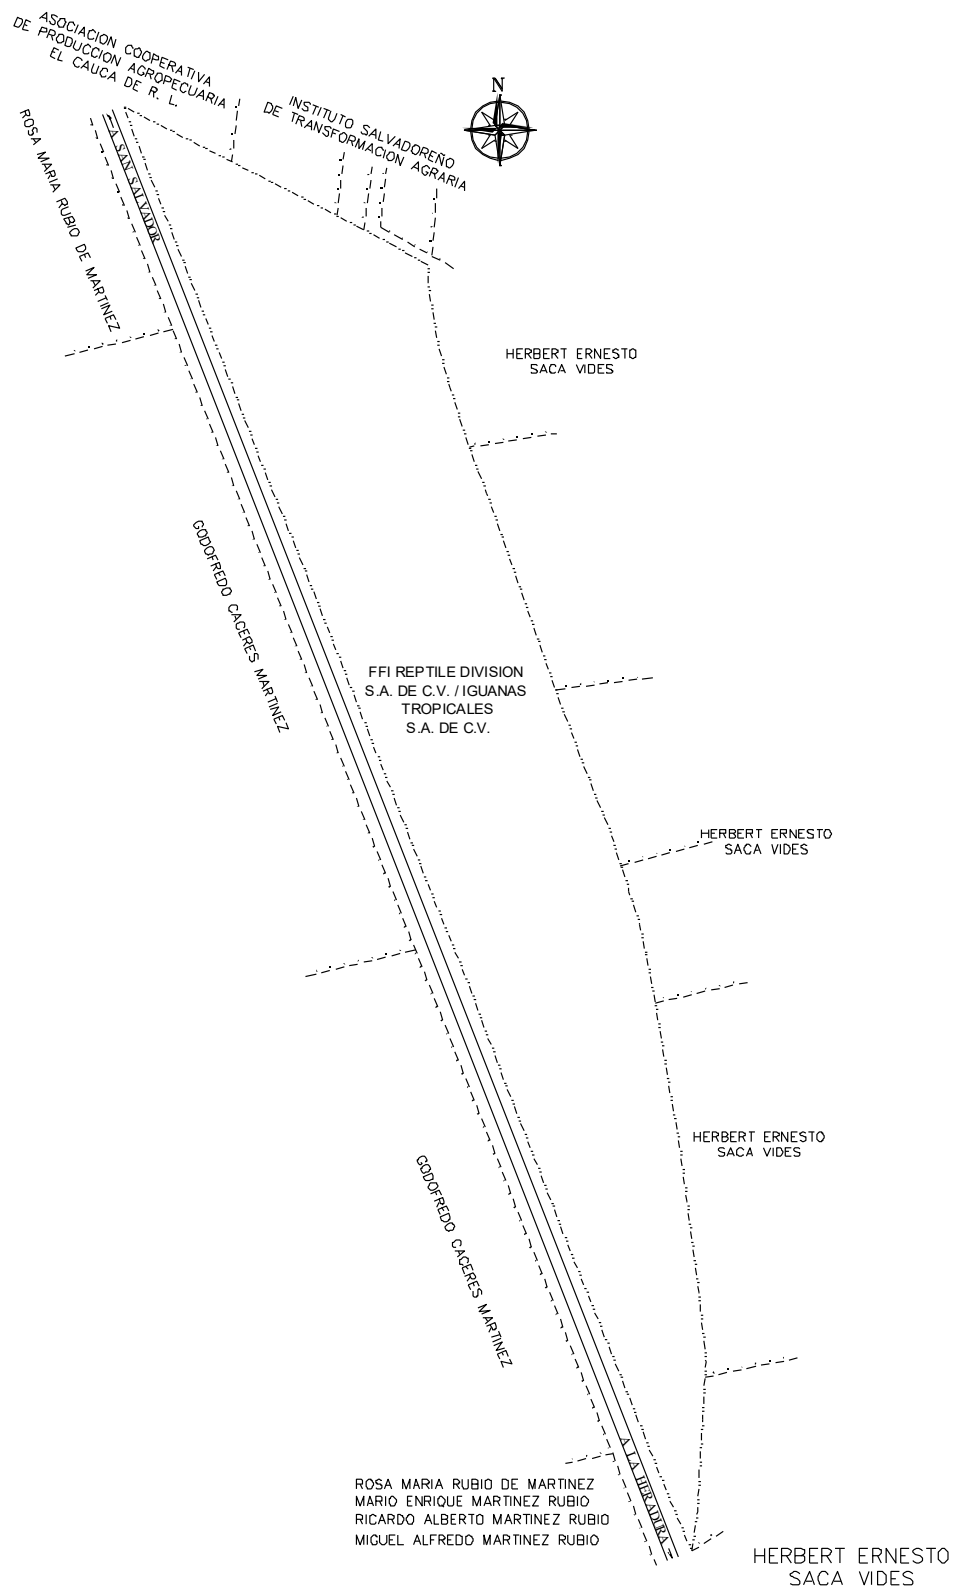 ASOCIACION COOPERATIVA
DE PRODUCCION AGROPECUARIA
EL CAUCA DE R. L.
INSTITUTO SALVADOREÑO
DE TRANSFORMACION AGRARIA
N
ROSA MARIA RUBIO DE MARTINEZ
A SAN SALVADOR
HERBERT ERNESTO
SACA VIDES
GODOFREDO CACERES MARTINEZ
FFI REPTILE DIVISION
S.A. DE C.V. / IGUANAS
TROPICALES
S.A. DE C.V.
HERBERT ERNESTO
SACA VIDES
HERBERT ERNESTO
SACA VIDES
GODOFREDO CACERES MARTINEZ
A LA HERADURA
ROSA MARIA RUBIO DE MARTINEZ
MARIO ENRIQUE MARTINEZ RUBIO
RICARDO ALBERTO MARTINEZ RUBIO
MIGUEL ALFREDO MARTINEZ RUBIO
HERBERT ERNESTO
SACA VIDES